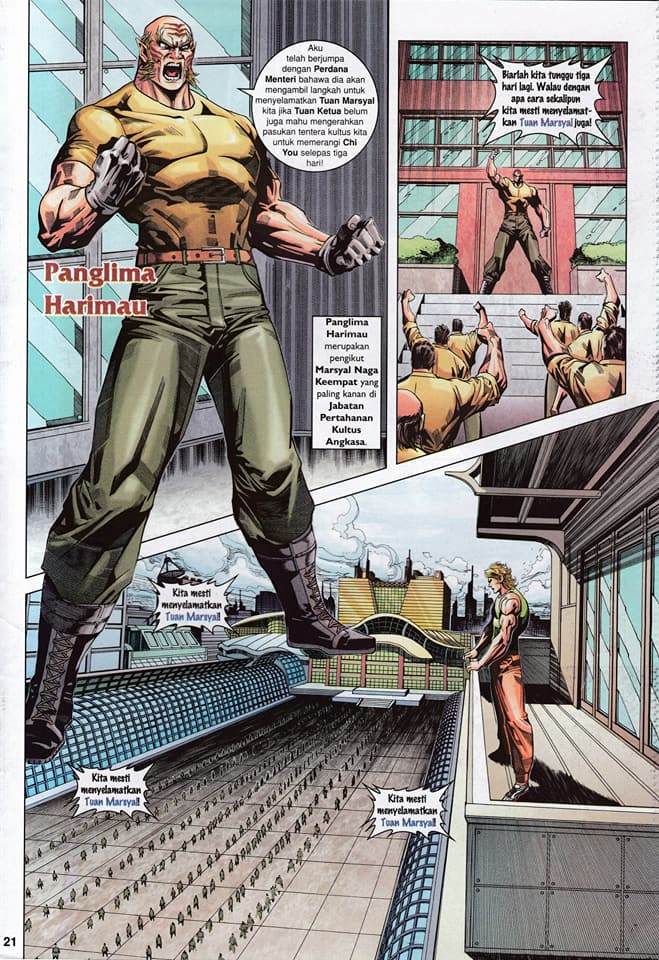 Aku
telah berjumpa
dengan Perdana
Menteri bahawa dia akan
mengambil langkah untuk
menyelamatkan Tuan Marsyal
kita jika Tuan Ketua belum
juga mahu mengerahkan
pasukan tentera kultus kita
untuk memerangi Chi
You selepas tiga
hari!
Panglima
Harimau
Panglima
Harimau
merupakan
pengikut
Marsyal Naga
Keempat yang
paling kanan di
Jabatan
Pertahanan
Kultus
Angkasa.
Biarlah kita tunggu tiga
hari lagi. Walau dengan
apa cara sekalipun
kita mesti menyelamat-
kan Tuan Marsyal juga!
Kita mesti
menyelamatkan
Tuan Marsyal!
Kita mesti
menyelamatkan
Tuan Marsyal!
Kita mesti
menyelamatkan
Tuan Marsyal!
21